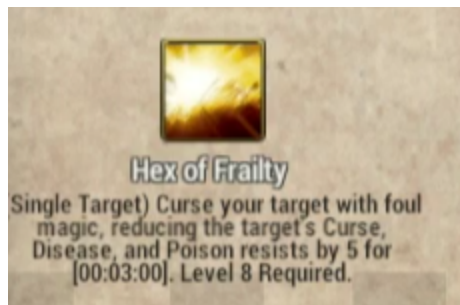 Hex of Frailty
Single Target) Curse your target with foul
magic, reducing the target's Curse,
Disease, and Poison resists by 5 for
[00:03:00]. Level 8 Required.